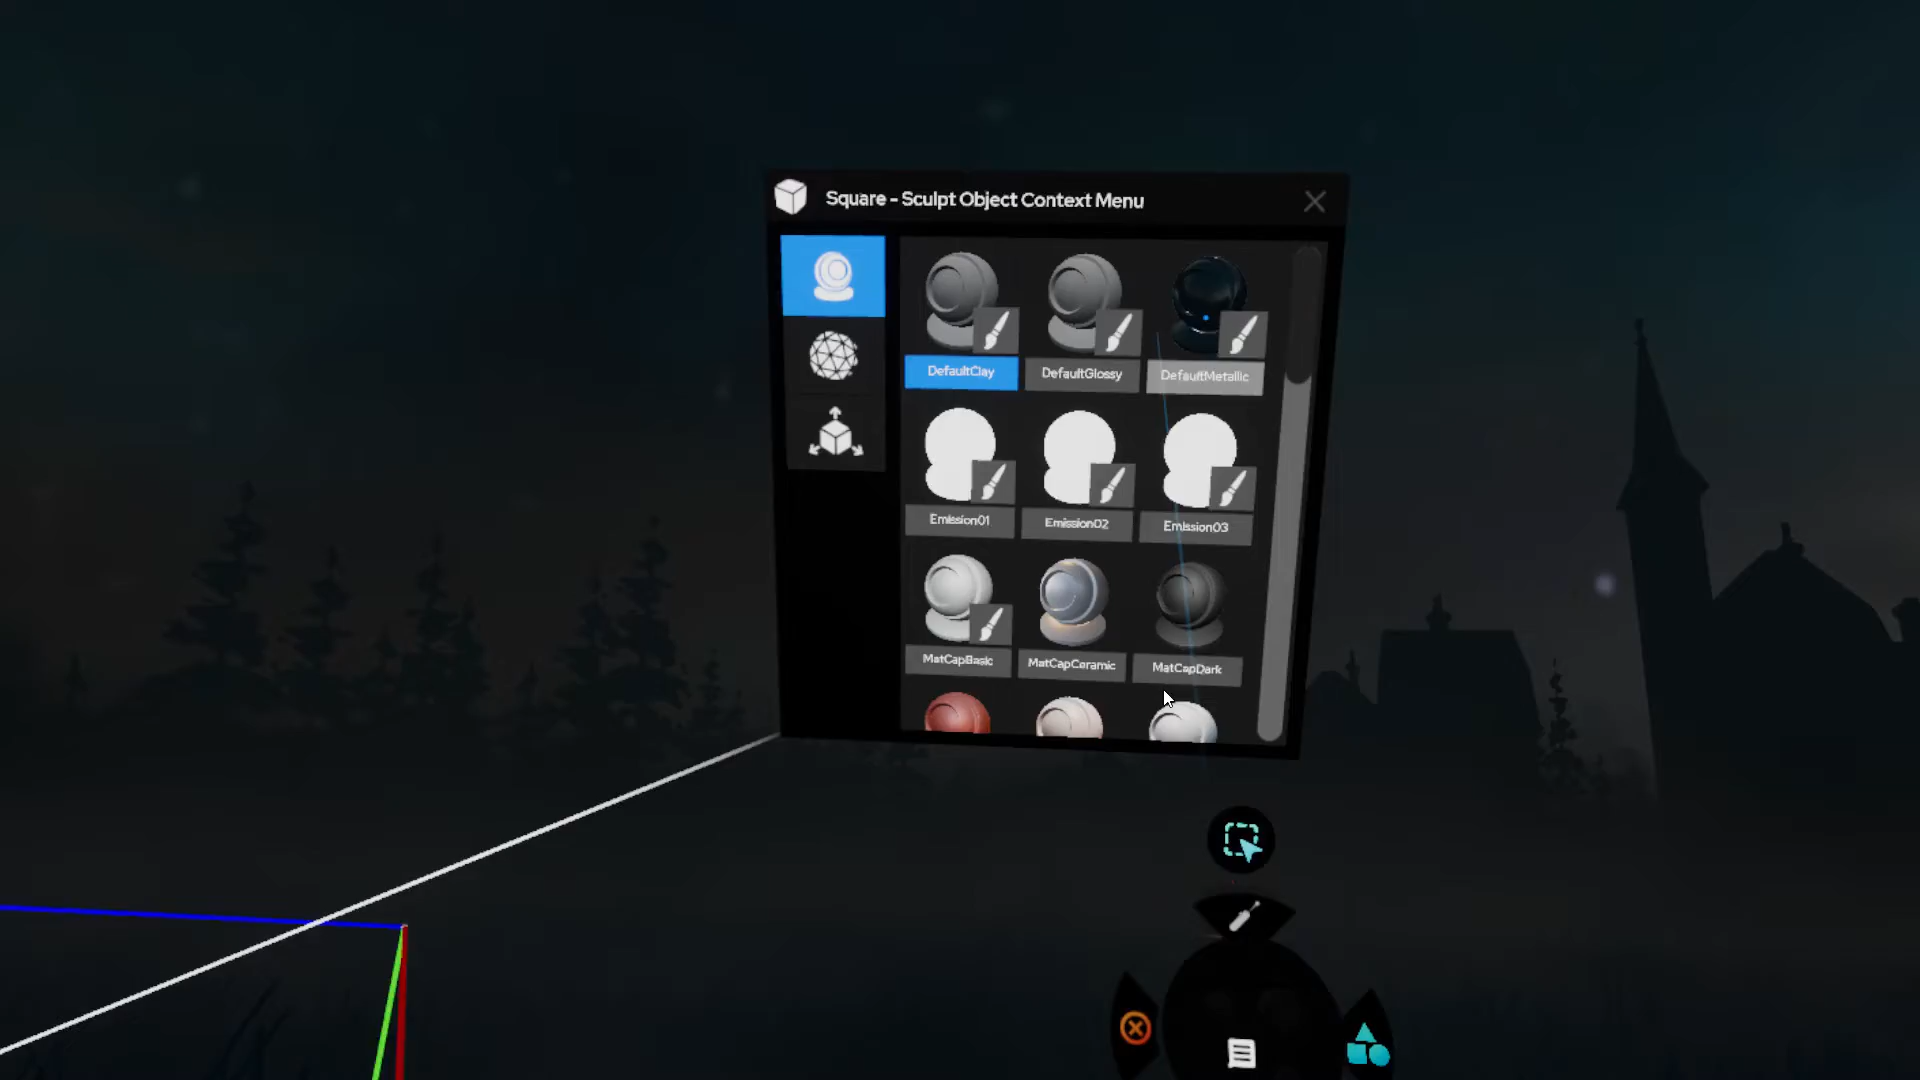 Square - Sculpt Object Context Menu
DefaultClay
DefaultGlossy
DefaultMetallic
Emission01
Emission02
Emission03
MatCapBasic
MatCapCeramic
MatCapDark